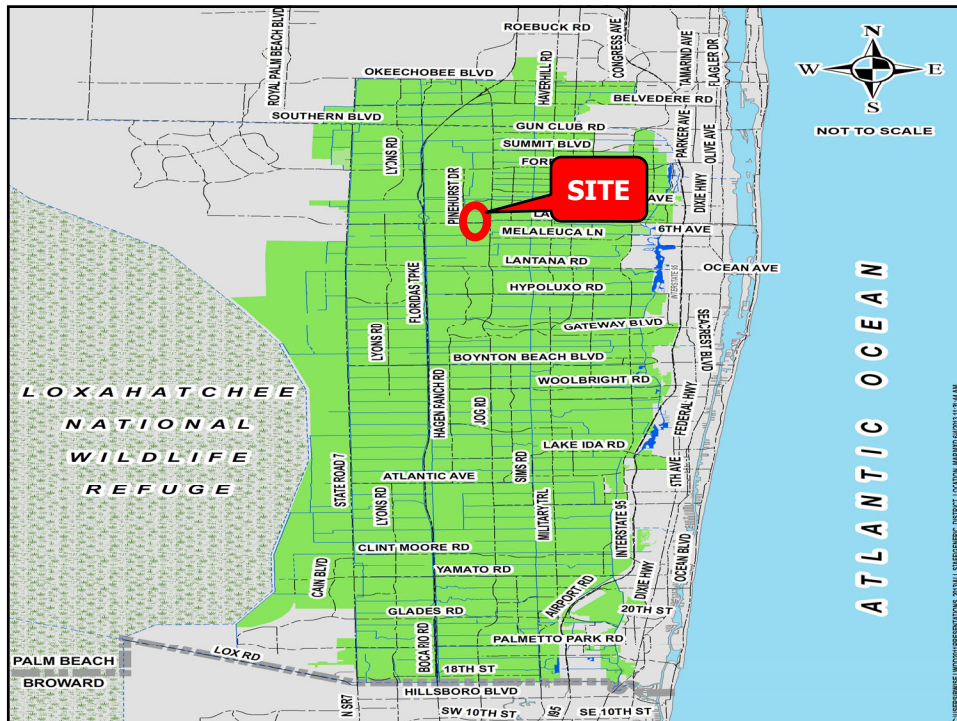 ROEBUCK RD
ROYAL PALM BEACH BLVD
CONGRESS AVE
TAMARIND AVE
FLAGLER DR
HAVERHILL RD
OKEECHOBEE BLVD
BELVEDERE RD
SOUTHERN BLVD
GUN CLUB RD
SUMMIT BLVD
PARKER AVE
OLIVE AVE
N
W E
S
NOT TO SCALE
LYONS RD
PINEHURST DR
SITE
AVE
DIXIE HWY
6TH AVE
MELALEUCA LN
LANTANA RD
OCEAN AVE
INTERSTATE 95
HYPOLUXO RD
FLORIDAS TPKE
GATEWAY BLVD
SEACREST BLVD
LYONS RD
BOYNTON BEACH BLVD
WOOLBRIGHT RD
HAGEN FANCH RD
JOG RD
FEDERAL HWY
LAKE IDA RD
LOXAHATCHEE
NATIONAL
WILDLIFE
REFUGE
ATLANTIC OCEAN
STATE ROAD 7
ATLANTIC AVE
SIMS RD
5TH AVE
LYONS RD
MILITARY TRL
INTERSTATE 95
CLINT MOORE RD
OCEAN BLVD
CAIN BLVD
YAMATO RD
AIRPORT RD
DIXIE HWY
20TH ST
GLADES RD
BOCA RIO RD
PALMETTO PARK RD
LOX RD
18TH ST
PALM BEACH
BROWARD
HILLSBORO BLVD
N SR7
SW 10TH ST
I95
SE 10TH ST